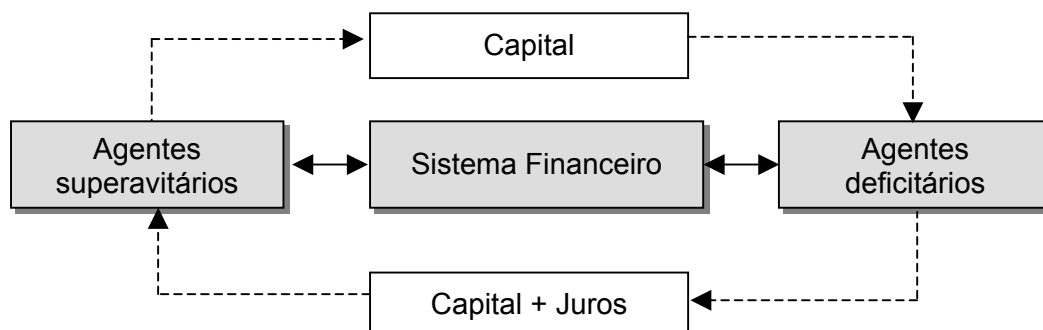 Capital
Agentes
superavitários
Sistema Financeiro
Agentes
deficitários
Capital + Juros